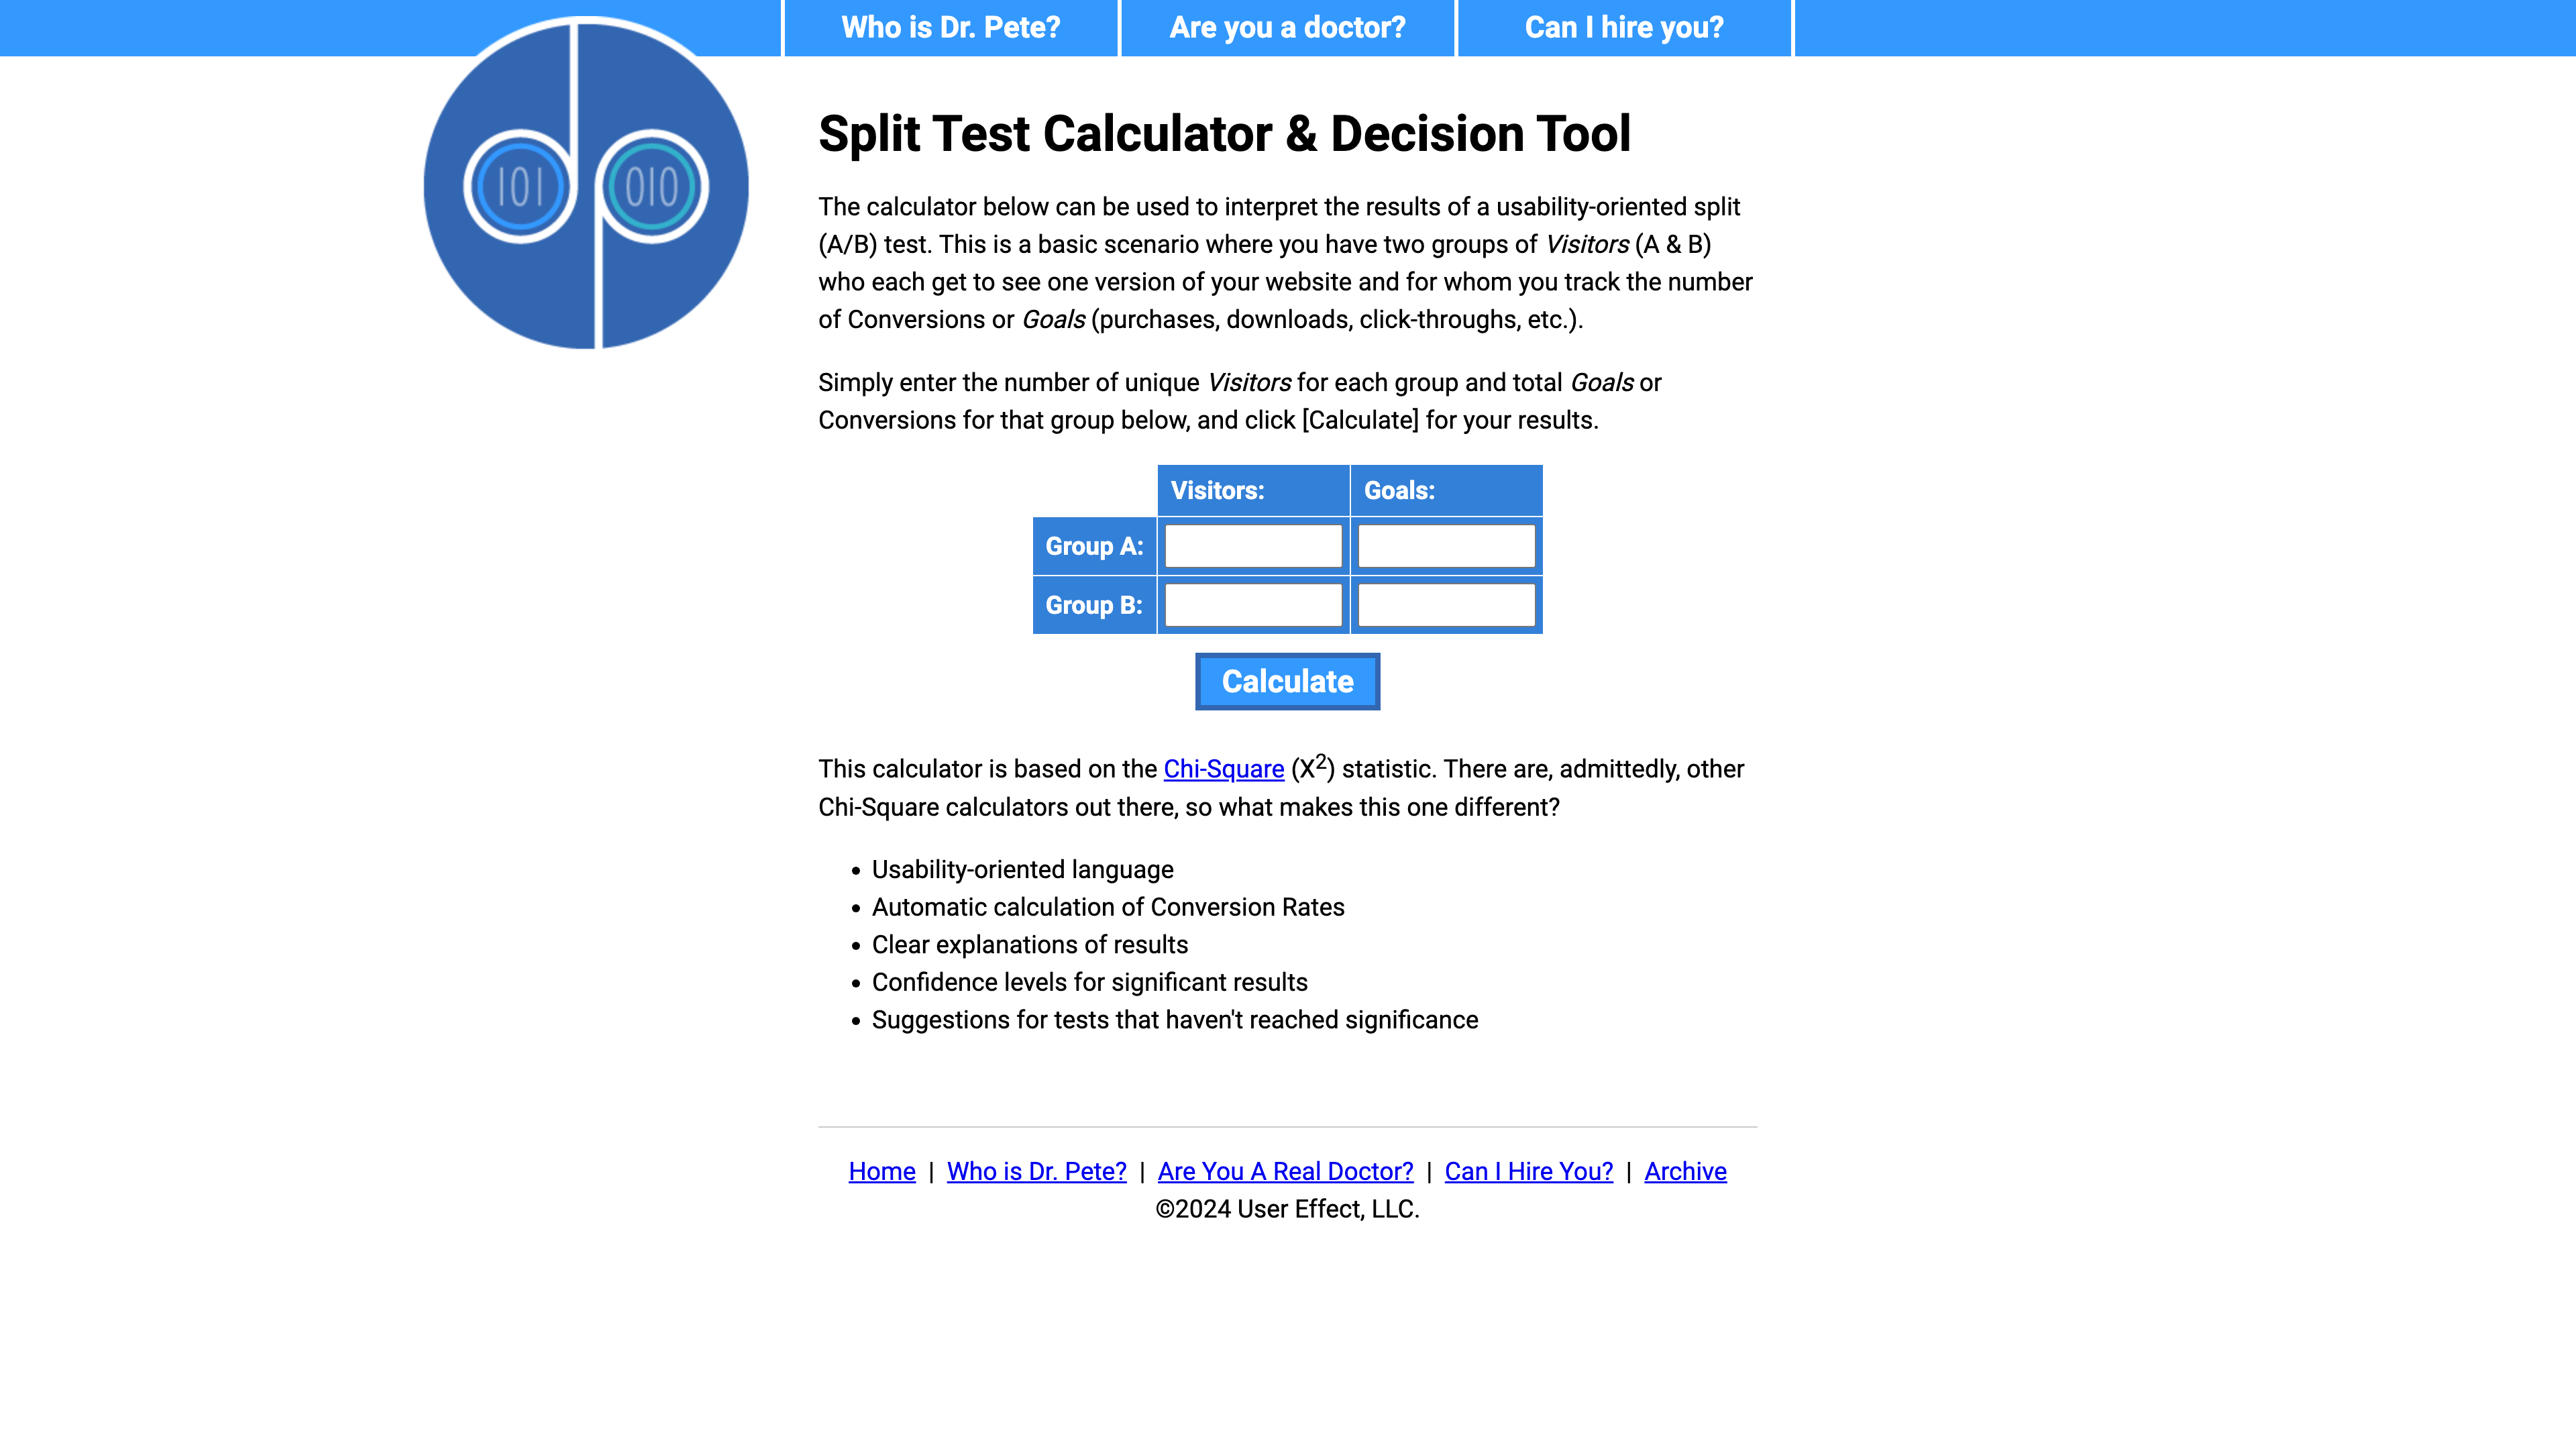 Who is Dr. Pete?
Are you a doctor?
Can I hire you?
101
010
Split Test Calculator & Decision Tool
The calculator below can be used to interpret the results of a usability-oriented split
(A/B) test. This is a basic scenario where you have two groups of Visitors (A & B)
who each get to see one version of your website and for whom you track the number
of Conversions or Goals (purchases, downloads, click-throughs, etc.).
Simply enter the number of unique Visitors for each group and total Goals or
Conversions for that group below, and click [Calculate] for your results.
Visitors: Goals:
Group A:
Group B:
Calculate
This calculator is based on the Chi-Square (X²) statistic. There are, admittedly, other
Chi-Square calculators out there, so what makes this one different?
• Usability-oriented language
• Automatic calculation of Conversion Rates
• Clear explanations of results
• Confidence levels for significant results
• Suggestions for tests that haven't reached significance
Home | Who is Dr. Pete? | Are You A Real Doctor? | Can I Hire You? | Archive
©2024 User Effect, LLC.